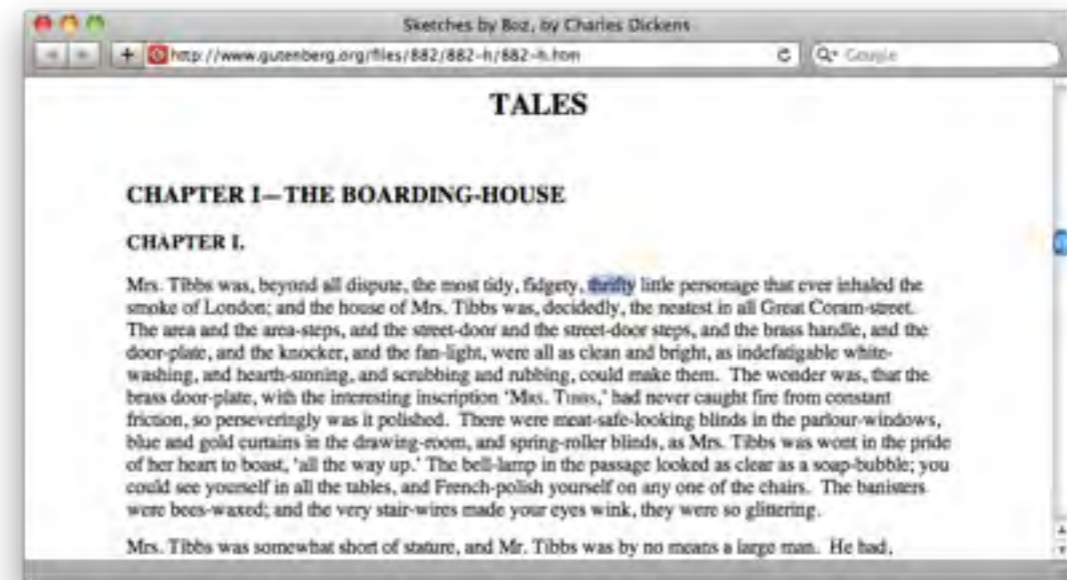 Sketches by Boz, by Charles Dickens
+ http://www.gutenberg.org/files/882/882-h/882-h.htm Google
TALES
CHAPTER I—THE BOARDING-HOUSE
CHAPTER I.
Mrs. Tibbs was, beyond all dispute, the most tidy, fidgety, thrifty little personage that ever inhaled the
smoke of London; and the house of Mrs. Tibbs was, decidedly, the neatest in all Great Coram-street.
The area and the area-steps, and the street-door and the street-door steps, and the brass handle, and the
door-plate, and the knocker, and the fan-light, were all as clean and bright, as indefatigable white-
washing, and hearth-stoning, and scrubbing and rubbing, could make them. The wonder was, that the
brass door-plate, with the interesting inscription ‘Mrs. Tibbs,’ had never caught fire from constant
friction, so perseveringly was it polished. There were meat-safe-looking blinds in the parlour-windows,
blue and gold curtains in the drawing-room, and spring-roller blinds, as Mrs. Tibbs was wont in the pride
of her heart to boast, ‘all the way up.’ The bell-lamp in the passage looked as clear as a soap-bubble; you
could see yourself in all the tables, and French-polish yourself on any one of the chairs. The banisters
were bees-waxed; and the very stair-wires made your eyes wink, they were so glittering.
Mrs. Tibbs was somewhat short of stature, and Mr. Tibbs was by no means a large man. He had,